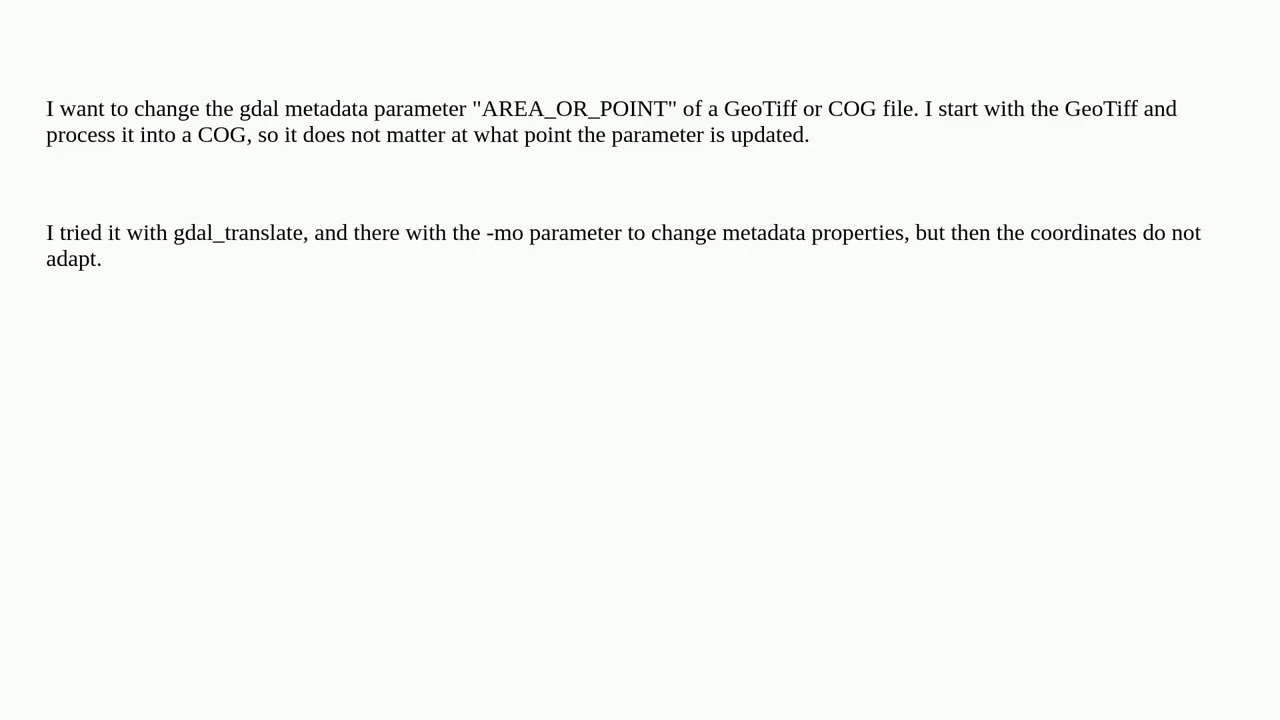 I want to change the gdal metadata parameter "AREA_OR_POINT" of a GeoTiff or COG file. I start with the GeoTiff and
process it into a COG, so it does not matter at what point the parameter is updated.
I tried it with gdal_translate, and there with the -mo parameter to change metadata properties, but then the coordinates do not
adapt.